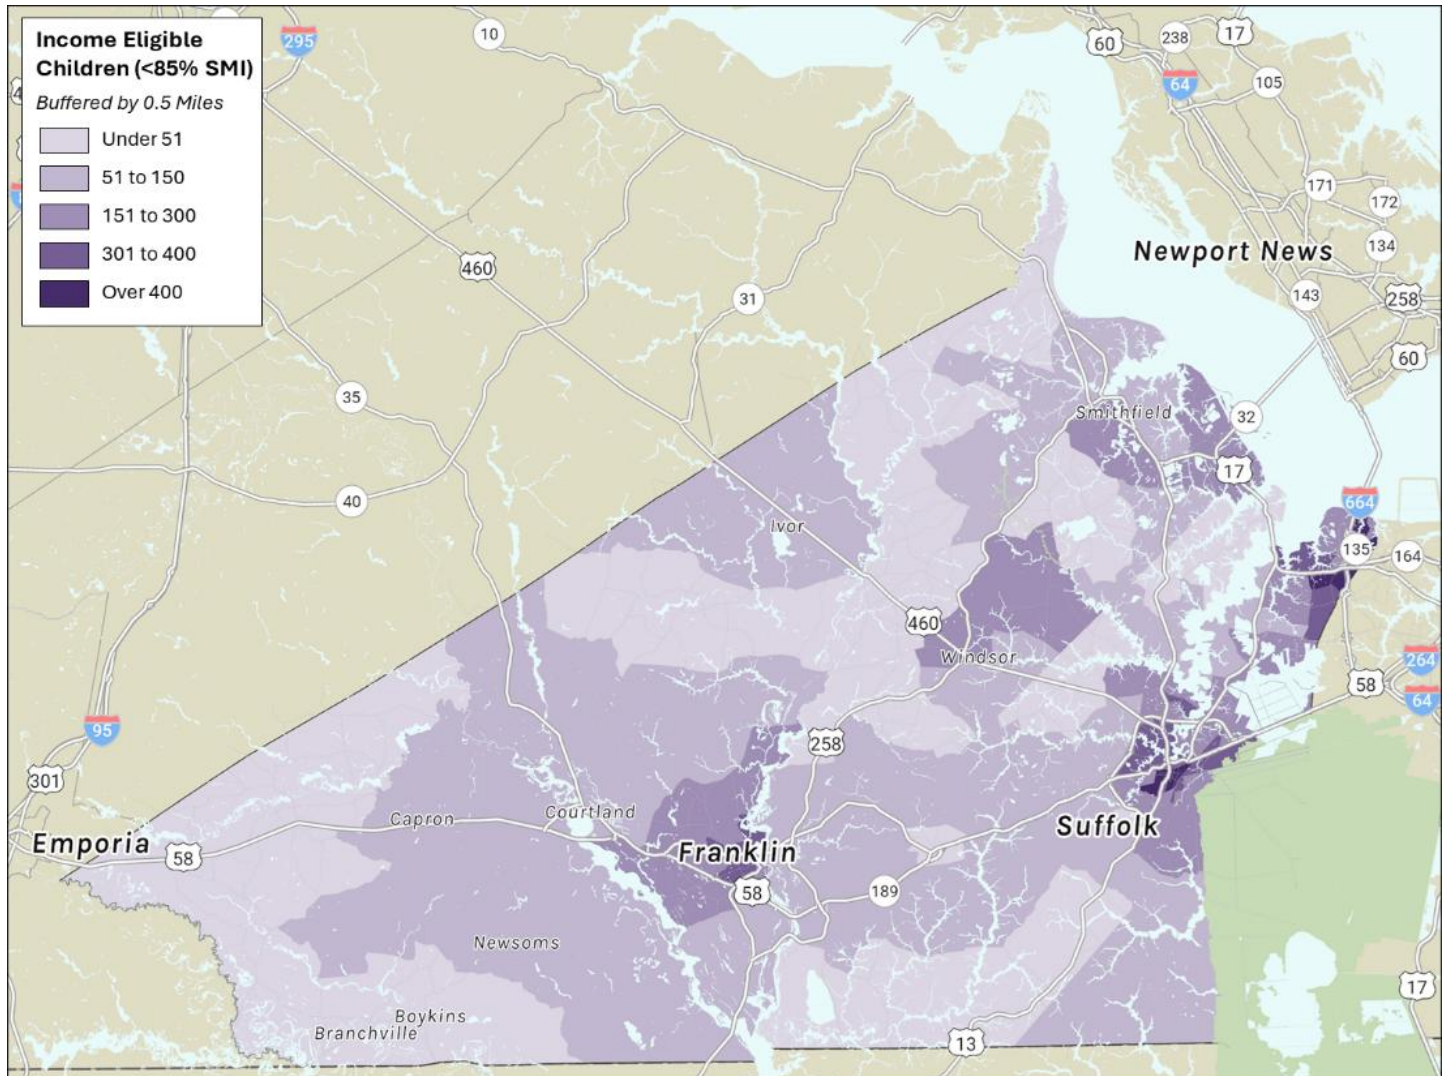 Income Eligible
Children (<85% SMI)
Buffered by 0.5 Miles
Under 51
51 to 150
151 to 300
301 to 400
Over 400
295
10
60
238
17
64
105
171
172
134
Newport News
460
31
143
258
60
35
Smithfield
32
17
40
664
Ivor
135
164
460
Windsor
264
58
64
95
258
301
Capron
Courtland
Emporia
58
Franklin
Suffolk
58
189
Newsoms
17
Boykins
Branchville
13